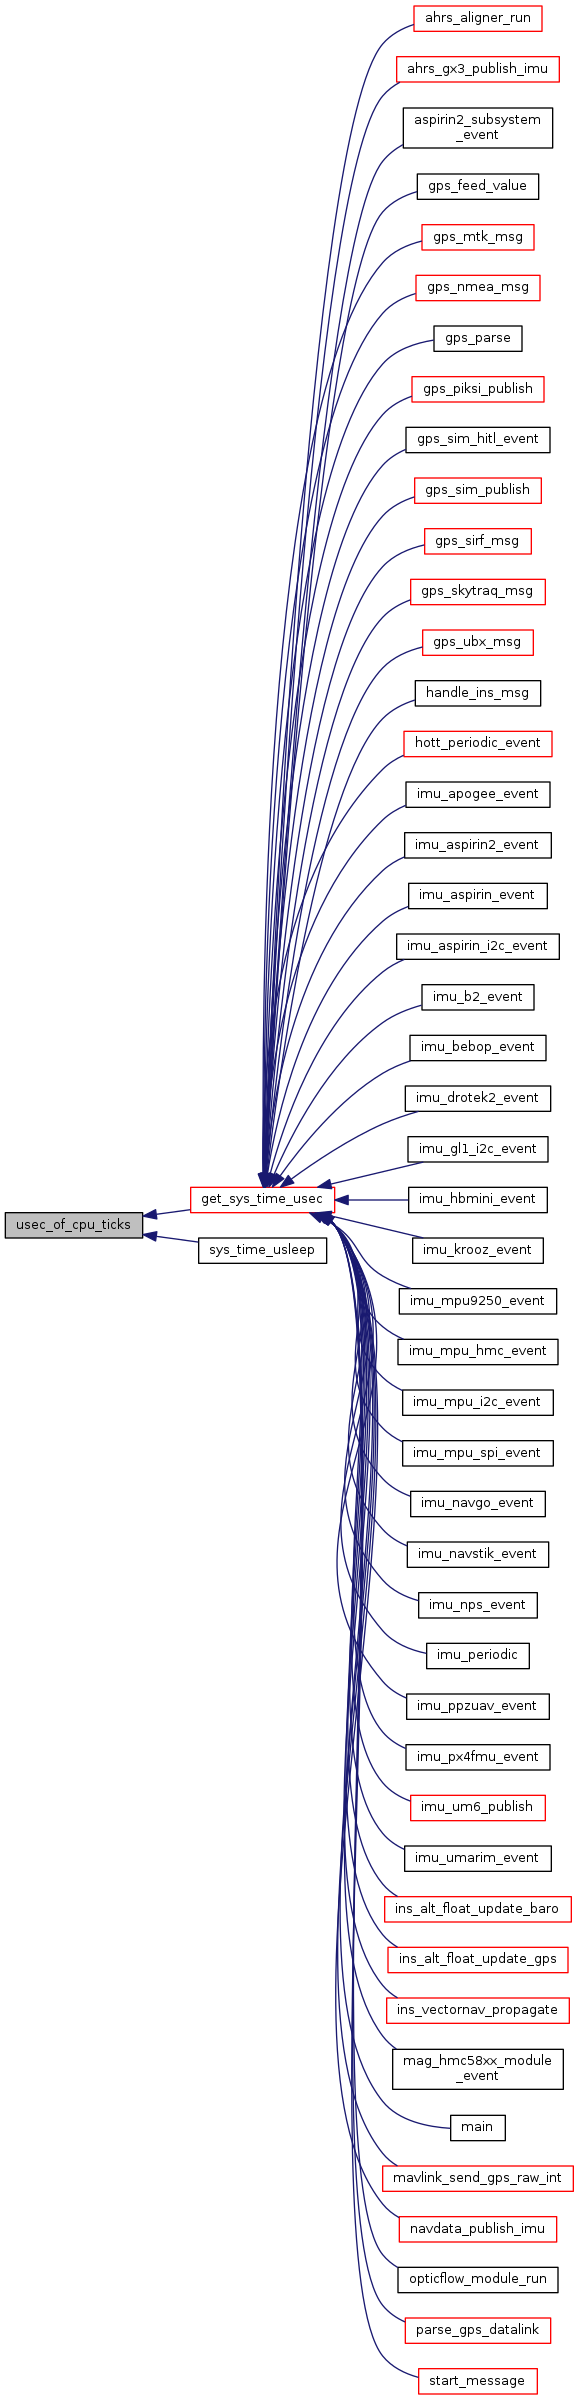 ahrs_aligner_run
ahrs_gx3_publish_imu
aspirin2_subsystem
_event
gps_feed_value
gps_mtk_msg
gps_nmea_msg
gps_parse
gps_piksi_publish
gps_sim_hitl_event
gps_sim_publish
gps_sirf_msg
gps_skytraq_msg
gps_ubx_msg
handle_ins_msg
hott_periodic_event
imu_apogee_event
imu_aspirin2_event
imu_aspirin_event
imu_aspirin_i2c_event
imu_b2_event
imu_bebop_event
imu_drotek2_event
imu_gl1_i2c_event
get_sys_time_usec
imu_hbmini_event
usec_of_cpu_ticks
sys_time_usleep
imu_krooz_event
imu_mpu9250_event
imu_mpu_hmc_event
imu_mpu_i2c_event
imu_mpu_spi_event
imu_navgo_event
imu_navstik_event
imu_nps_event
imu_periodic
imu_ppzuav_event
imu_px4fmu_event
imu_um6_publish
imu_umarim_event
ins_alt_float_update_baro
ins_alt_float_update_gps
ins_vectornav_propagate
mag_hmc58xx_module
_event
main
mavlink_send_gps_raw_int
navdata_publish_imu
opticflow_module_run
parse_gps_datalink
start_message